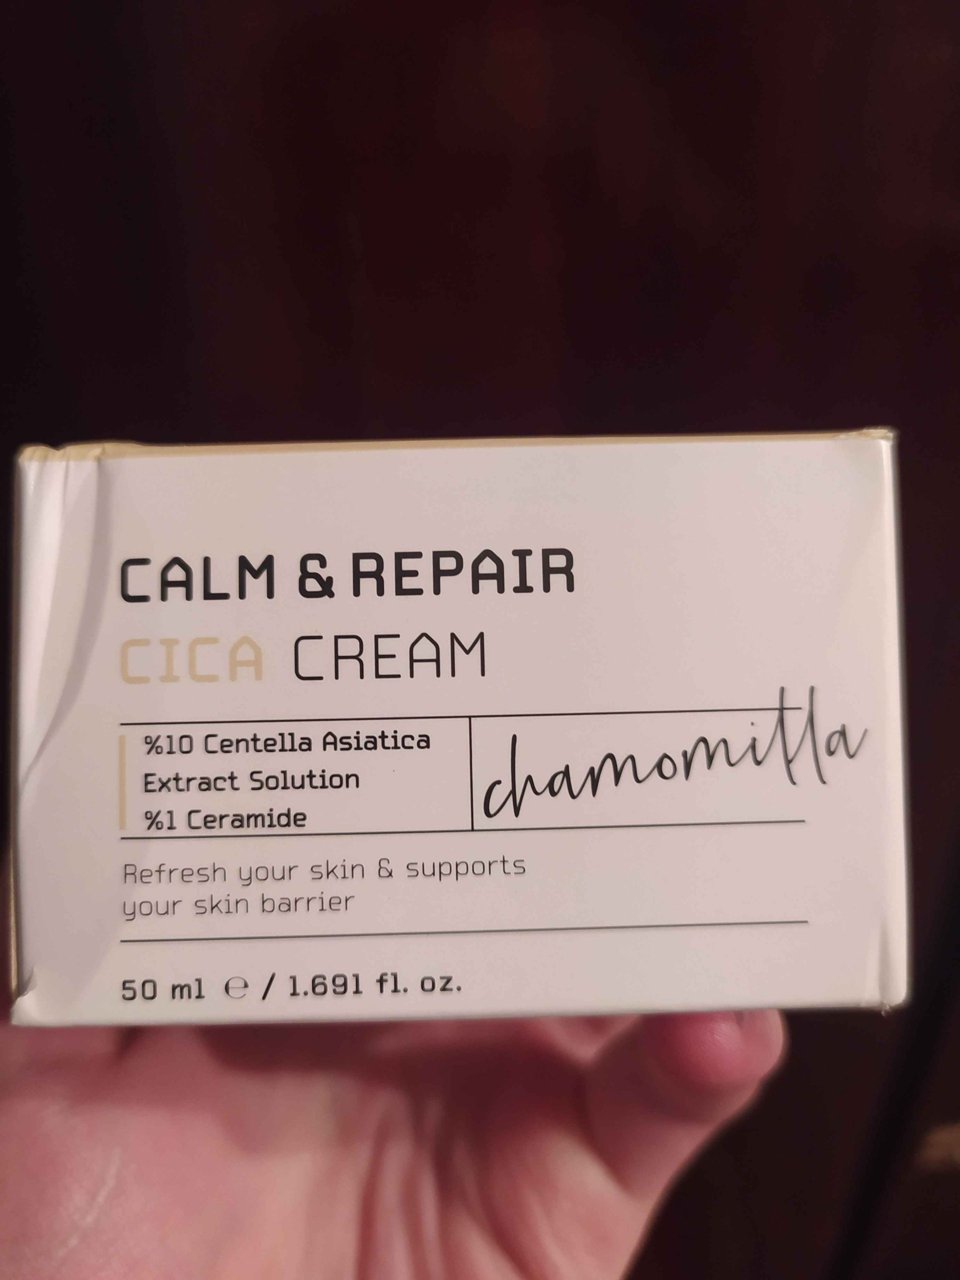 CALM & REPAIR
CICA CREAM
%10 Centella Asiatica
Extract Solution
%1 Ceramide
chamomilla
Refresh your skin & supports
your skin barrier
50 ml ℮ / 1.691 fl. oz.